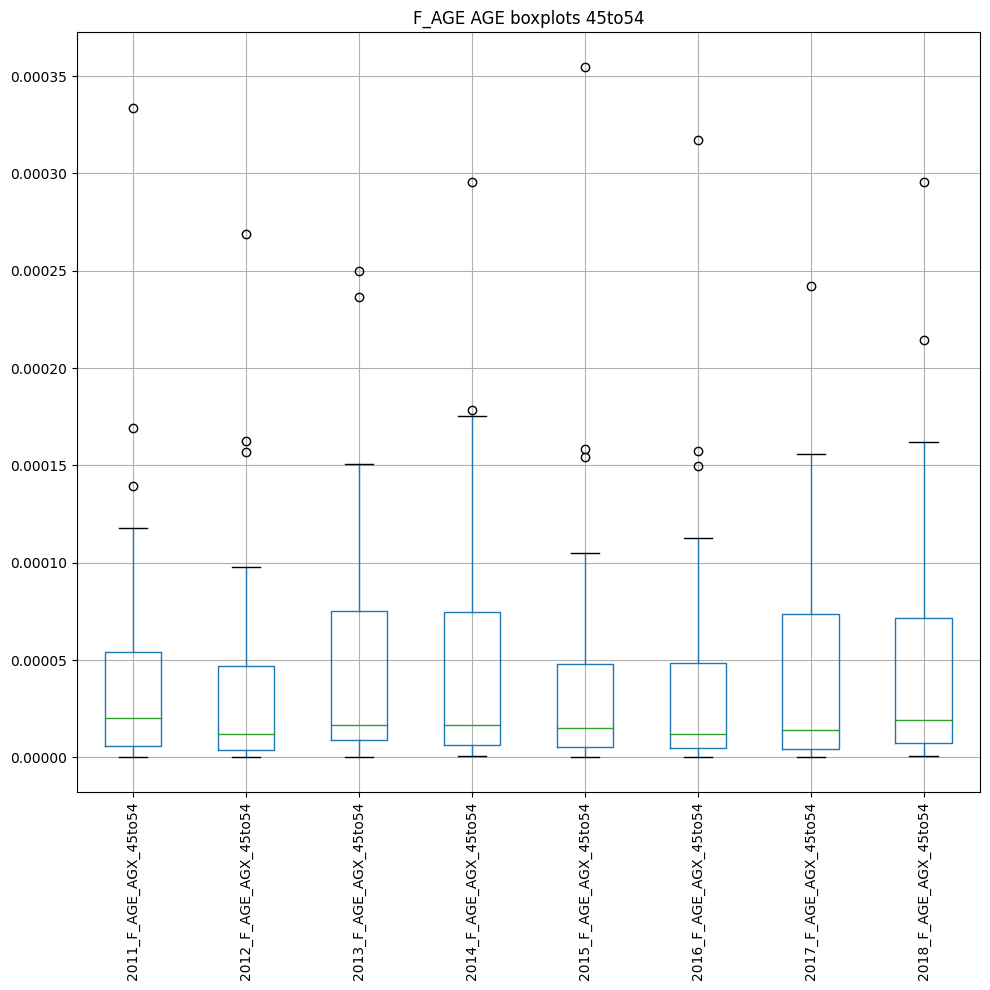 F_AGE AGE boxplots 45to54
0.00035
0.00030
0.00025
0.00020
0.00015
0.00010
0.00005
0.00000
2011_F_AGE_AGX_45to54
2012_F_AGE_AGX_45to54
2013_F_AGE_AGX_45to54
2014_F_AGE_AGX_45to54
2015_F_AGE_AGX_45to54
2016_F_AGE_AGX_45to54
2017_F_AGE_AGX_45to54
2018_F_AGE_AGX_45to54